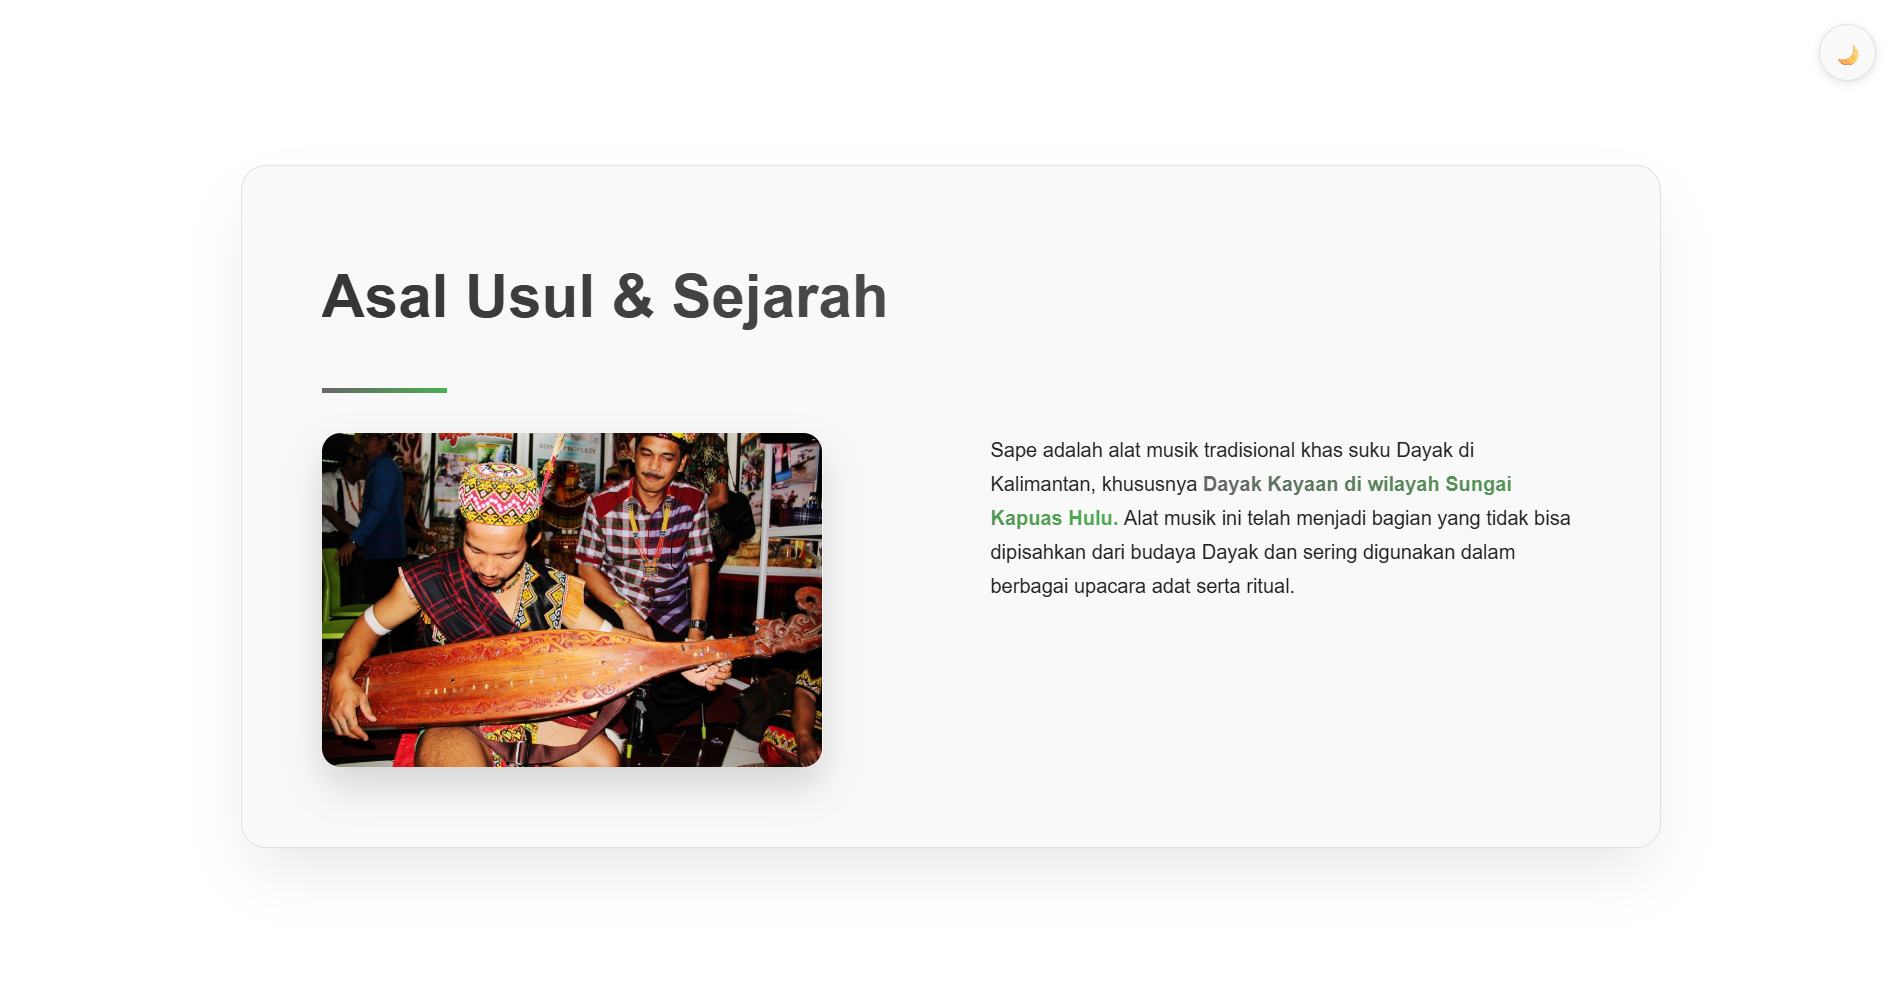 Asal Usul & Sejarah
Sape adalah alat musik tradisional khas suku Dayak di
Kalimantan, khususnya Dayak Kayaan di wilayah Sungai
Kapuas Hulu. Alat musik ini telah menjadi bagian yang tidak bisa
dipisahkan dari budaya Dayak dan sering digunakan dalam
berbagai upacara adat serta ritual.